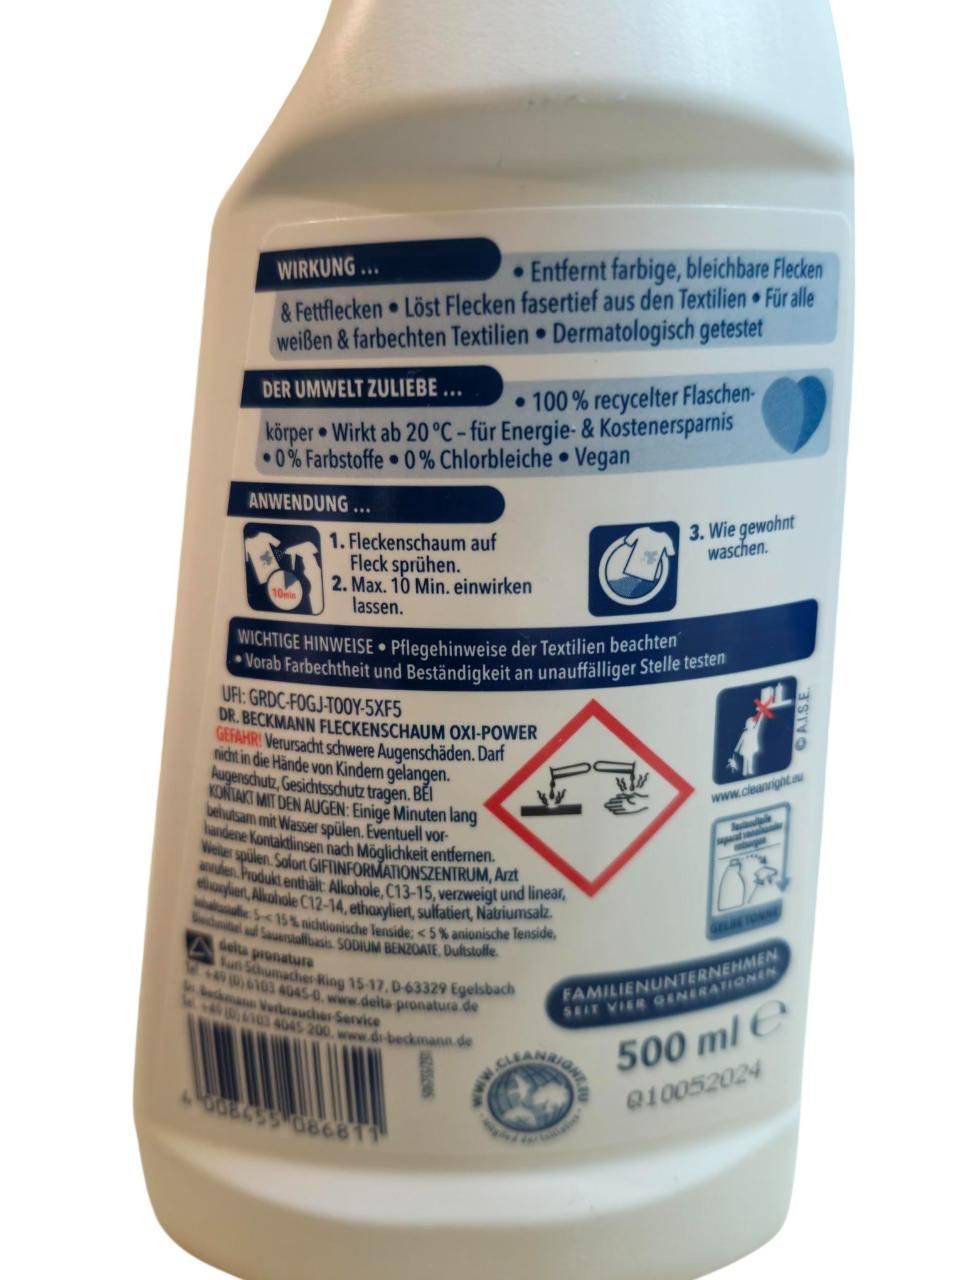 WIRKUNG ...
• Entfernt farbige, bleichbare Flecken
& Fettflecken • Löst Flecken fasertief aus den Textilien • Für alle
weißen & farbechten Textilien • Dermatologisch getestet
DER UMWELT ZULIEBE ...
• 100 % recycelter Flaschen-
körper • Wirkt ab 20 °C – für Energie- & Kostenersparnis
• 0 % Farbstoffe • 0 % Chlorbleiche • Vegan
ANWENDUNG ...
10min
1. Fleckenschaum auf
Fleck sprühen.
2. Max. 10 Min. einwirken
lassen.
3. Wie gewohnt
waschen.
WICHTIGE HINWEISE • Pflegehinweise der Textilien beachten
• Vorab Farbechtheit und Beständigkeit an unauffälliger Stelle testen
UFI: GRDC-F0GJ-T00Y-5XF5
DR. BECKMANN FLECKENSCHAUM OXI-POWER
GEFAHR! Verursacht schwere Augenschäden. Darf
nicht in die Hände von Kindern gelangen.
Augenschutz, Gesichtsschutz tragen. BEI
KONTAKT MIT DEN AUGEN: Einige Minuten lang
behutsam mit Wasser spülen. Eventuell vor-
handene Kontaktlinsen nach Möglichkeit entfernen.
Weiter spülen. Sofort GIFTINFORMATIONSZENTRUM, Arzt
anrufen. Produkt enthält: Alkohole, C13-15, verzweigt und linear,
ethoxyliert, Alkohole C12-14, ethoxyliert, sulfatiert, Natriumsalz.
Inhaltsstoffe: 5-< 15 % nichtionische Tenside; < 5 % anionische Tenside,
Bleichmittel auf Sauerstoffbasis. SODIUM BENZOATE, Duftstoffe.
© A.I.S.E.
www.cleanright.eu
Bestandteile
separat voneinander
entsorgen
GELBE TONNE
delta pronatura
Kurt-Schumacher-Ring 15-17, D-63329 Egelsbach
Tel. +49 (0) 6103 4045-0, www.delta-pronatura.de
Dr. Beckmann Verbraucher-Service
Tel. +49 (0) 6103 4045-200, www.dr-beckmann.de
FAMILIENUNTERNEHMEN
SEIT VIER GENERATIONEN
500 ml e
Q10052024
WWW.CLEANRIGHT.EU
Mitglied der Initiative
4 008455 086811